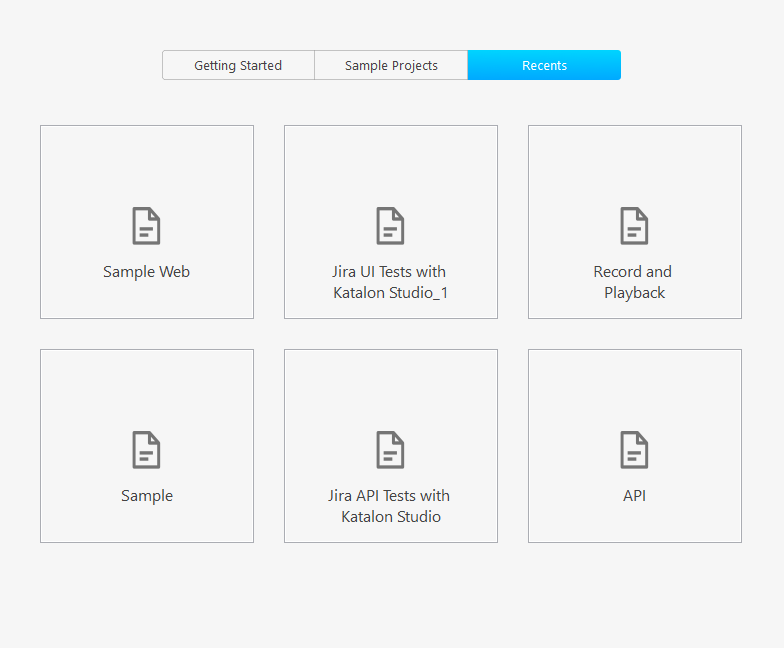 Getting Started
Sample Projects
Recents
Sample Web
Jira UI Tests with
Katalon Studio_1
Record and
Playback
Sample
Jira API Tests with
Katalon Studio
API